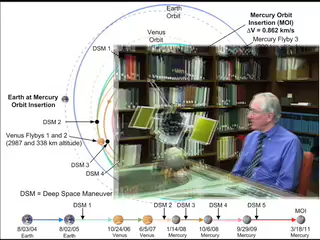 Earth
Orbit
Mercury Orbit
Insertion (MOI)
ΔV = 0.862 km/s
Venus
Orbit
Mercury Flyby 3
DSM 1
Earth at Mercury
Orbit Insertion
DSM 2
Venus Flybys 1 and 2
(2987 and 338 km altitude)
DSM 3
DSM 4
DSM = Deep Space Maneuver
DSM 1 DSM 2 DSM 3 DSM 4 DSM 5 MOI
8/03/04 8/02/05 10/24/06 6/5/07 1/14/08 10/6/08 9/29/09 3/18/11
Earth Earth Venus Venus Mercury Mercury Mercury Mercury